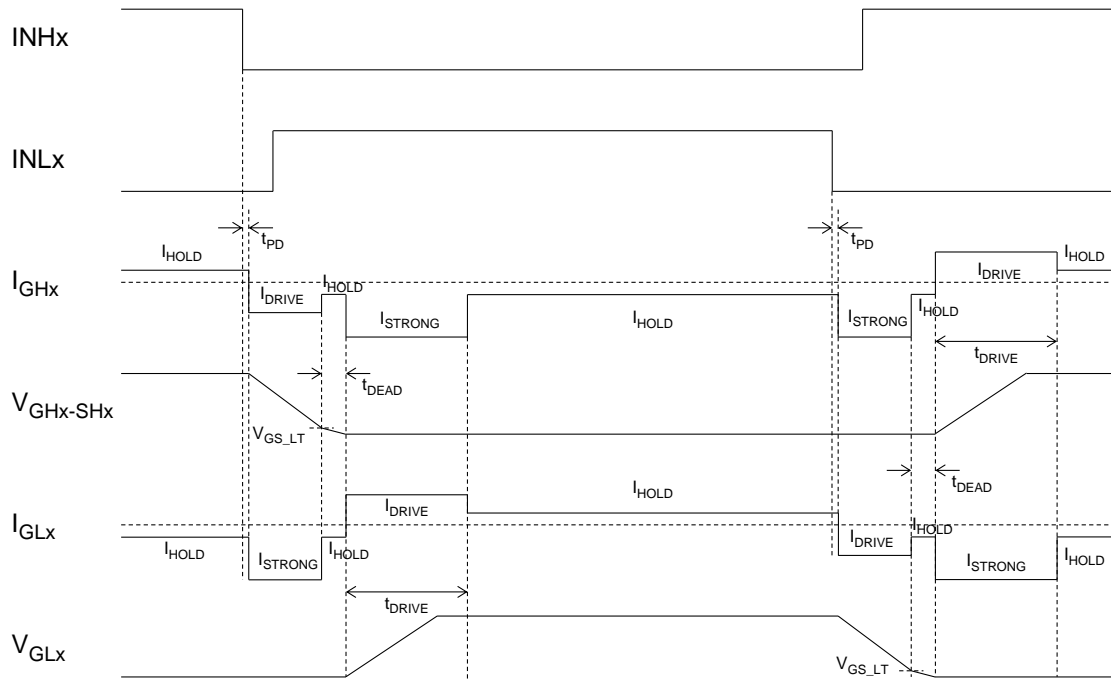 INHx
INLx
tPD
tPD
IHOLD
IHOLD
IGHx
IDRIVE
IHOLD
IDRIVE
ISTRONG
IHOLD
ISTRONG
IHOLD
tDRIVE
tDEAD
VGHx-SHx
VGS_LT
IHOLD
tDEAD
IDRIVE
IGLx
IHOLD
IHOLD
ISTRONG
IHOLD
IDRIVE
ISTRONG
IHOLD
tDRIVE
VGLx
VGS_LT